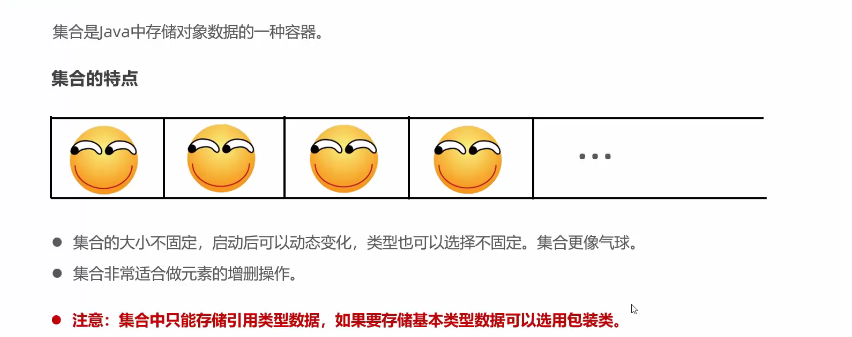 集合是Java中存储对象数据的一种容器。
集合的特点
...
● 集合的大小不固定，启动后可以动态变化，类型也可以选择不固定。集合更像气球。
● 集合非常适合做元素的增删操作。
● 注意：集合中只能存储引用类型数据，如果要存储基本类型数据可以选用包装类。